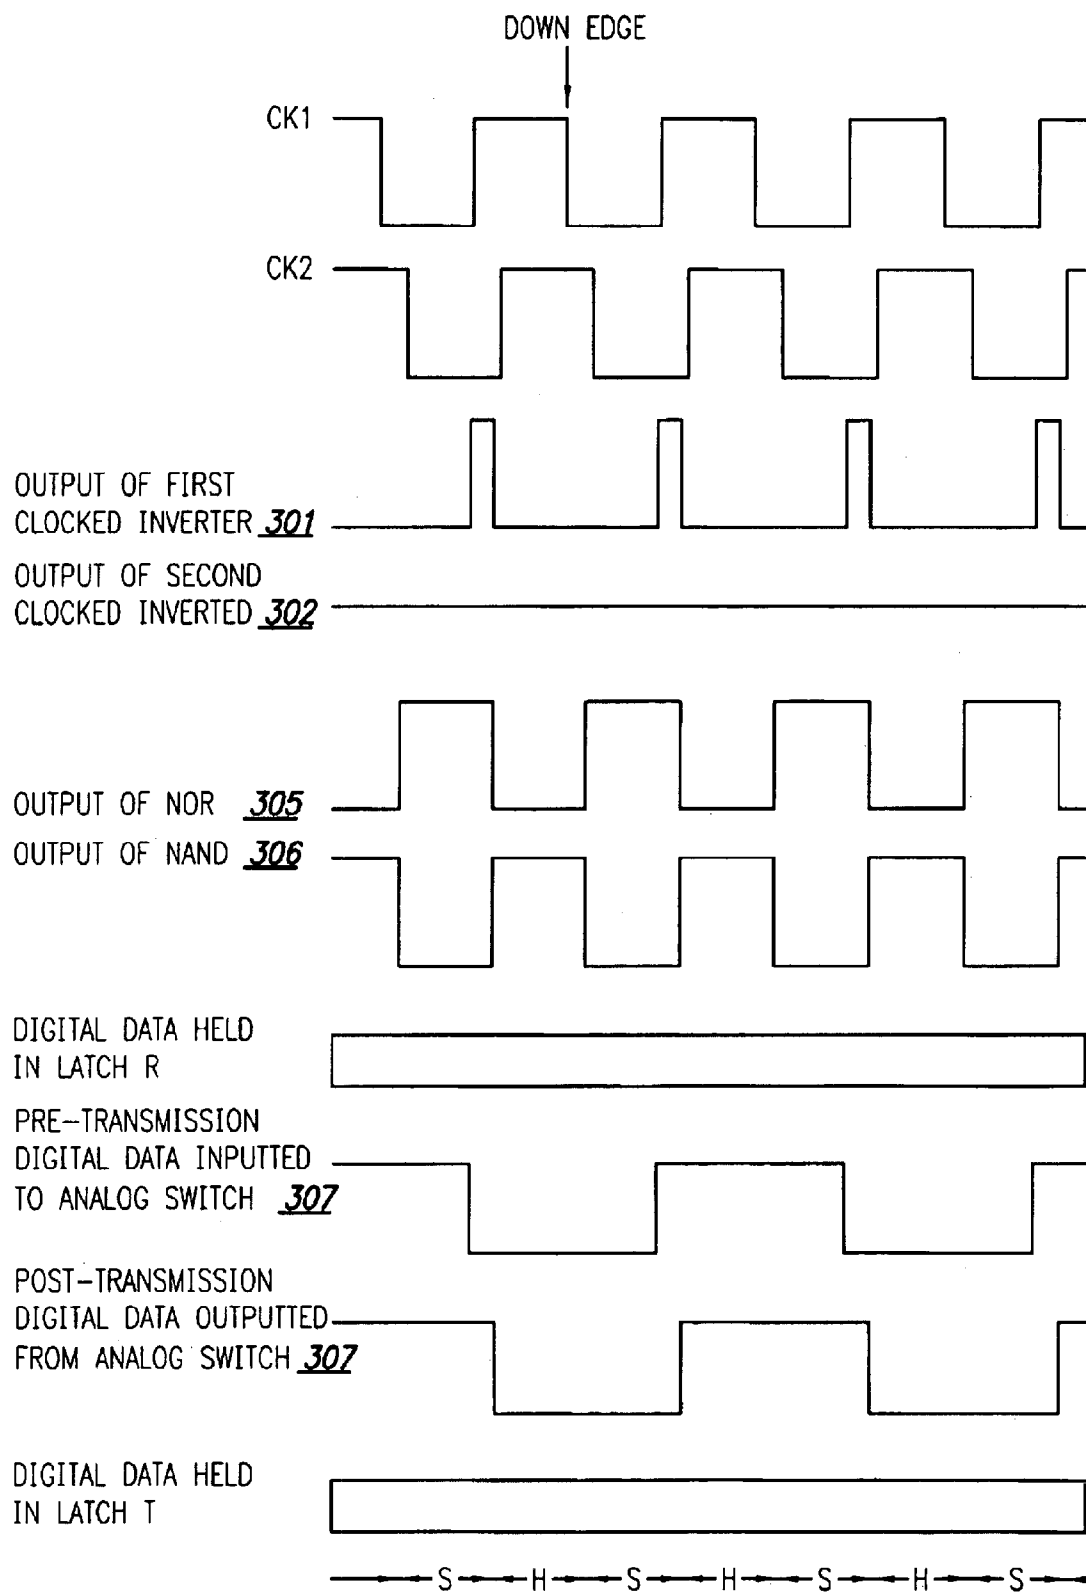 DOWN EDGE
CK1
CK2
OUTPUT OF FIRST
CLOCKED INVERTER 301
OUTPUT OF SECOND
CLOCKED INVERTED 302
OUTPUT OF NOR 305
OUTPUT OF NAND 306
DIGITAL DATA HELD
IN LATCH R
PRE-TRANSMISSION
DIGITAL DATA INPUTTED
TO ANALOG SWITCH 307
POST-TRANSMISSION
DIGITAL DATA OUTPUTTED
FROM ANALOG SWITCH 307
DIGITAL DATA HELD
IN LATCH T
S H S H S H S